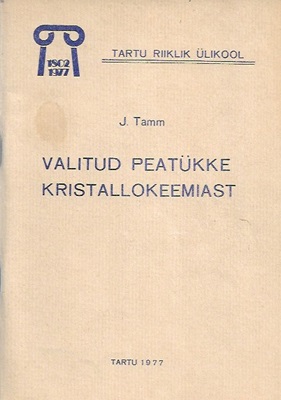 1802
1977
TARTU RIIKLIK ÜLIKOOL
J. Tamm
VALITUD PEATÜKKE
KRISTALLOKEEMIAST
TARTU 1977